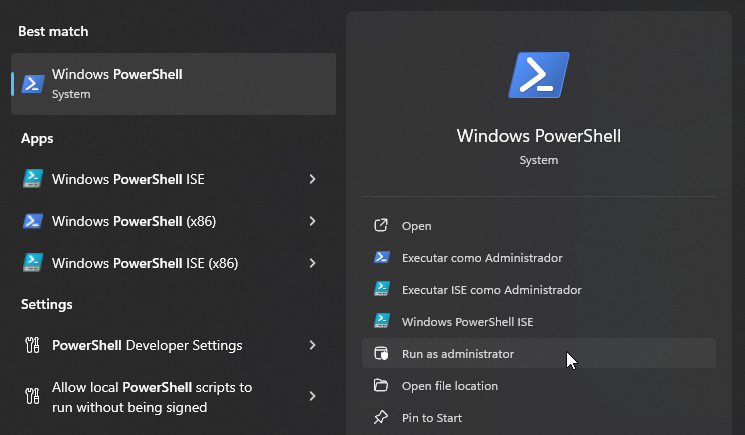 Best match
Windows PowerShell
System
Apps
Windows PowerShell ISE
Windows PowerShell (x86)
Windows PowerShell ISE (x86)
Settings
PowerShell Developer Settings
Allow local PowerShell scripts to
run without being signed
Windows PowerShell
System
Open
Executar como Administrador
Executar ISE como Administrador
Windows PowerShell ISE
Run as administrator
Open file location
Pin to Start